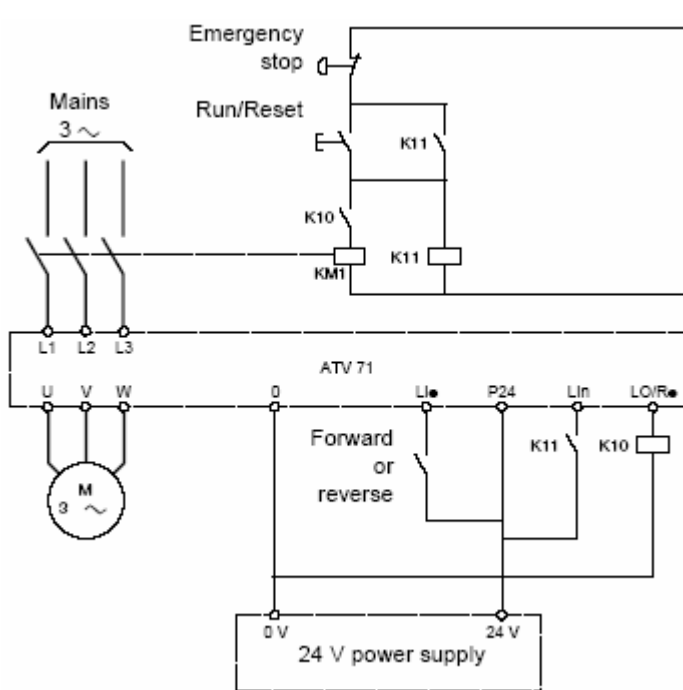 Emergency
stop
Mains
3 ~
Run/Reset
K11
K10
KM1
K11
L1 L2 L3
ATV 71
U V W 0 LI● P24 LIn LO/R●
Forward
or
reverse
K11 K10
M
3 ~
0 V 24 V
24 V power supply